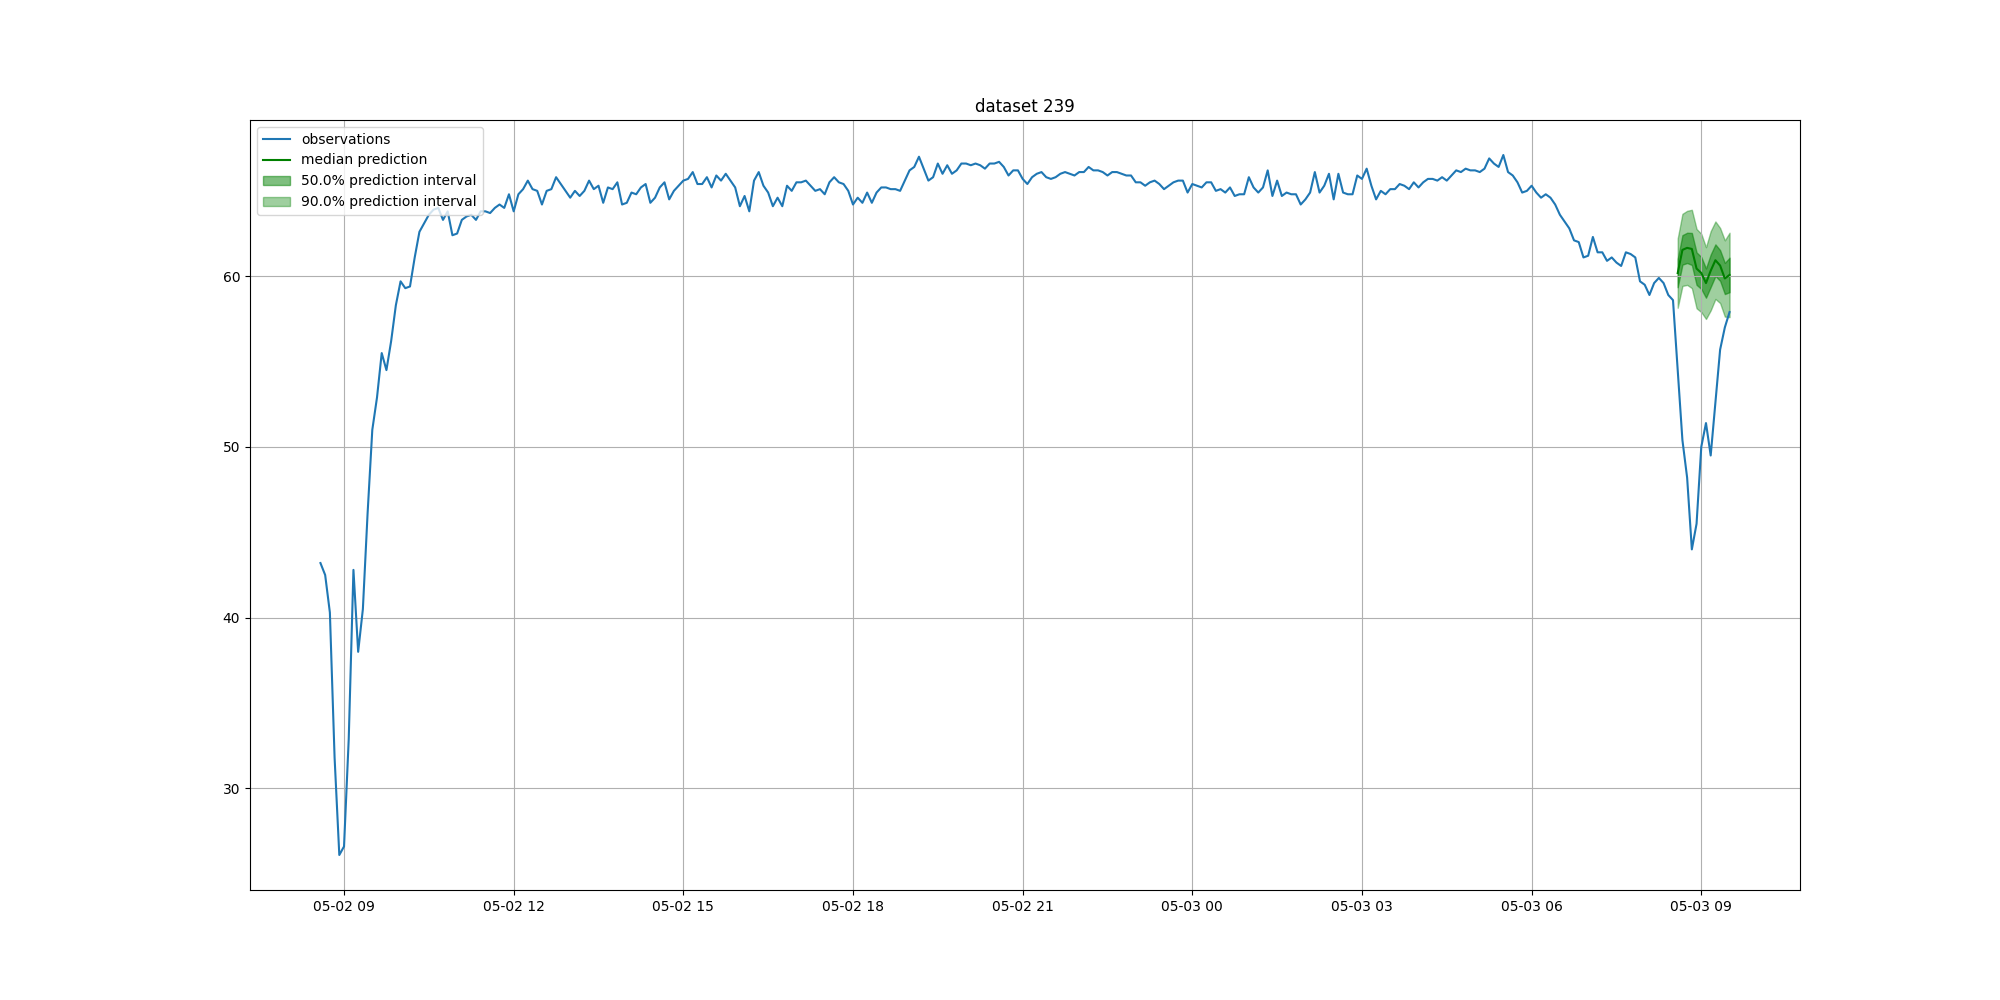 dataset 239
observations
median prediction
50.0% prediction interval
90.0% prediction interval
60
50
40
30
05-02 09
05-02 12
05-02 15
05-02 18
05-02 21
05-03 00
05-03 03
05-03 06
05-03 09